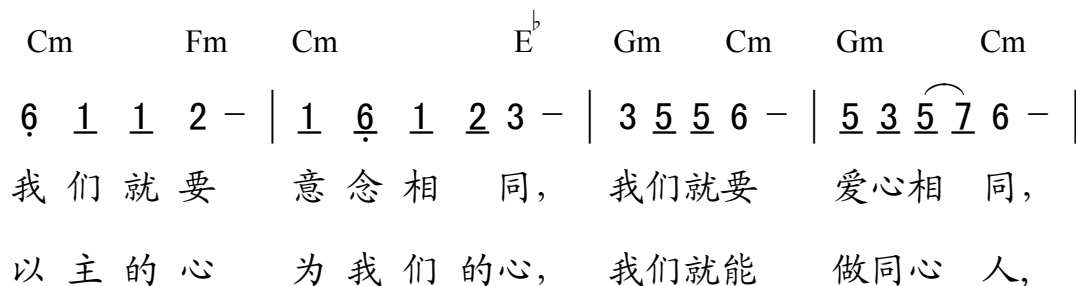 Cm Fm Cm E♭ Gm Cm Gm Cm
6̣ 1̲ 1̲ 2 - | 1̲ 6̲̣ 1̲ 2̲ 3 - | 3 5̲ 5̲ 6 - | 5̲ 3̲ 5̲ 7̲ 6 - |
我们就要 意念相同, 我们就要 爱心相同,
以主的心 为我们的心, 我们就能 做同心人,